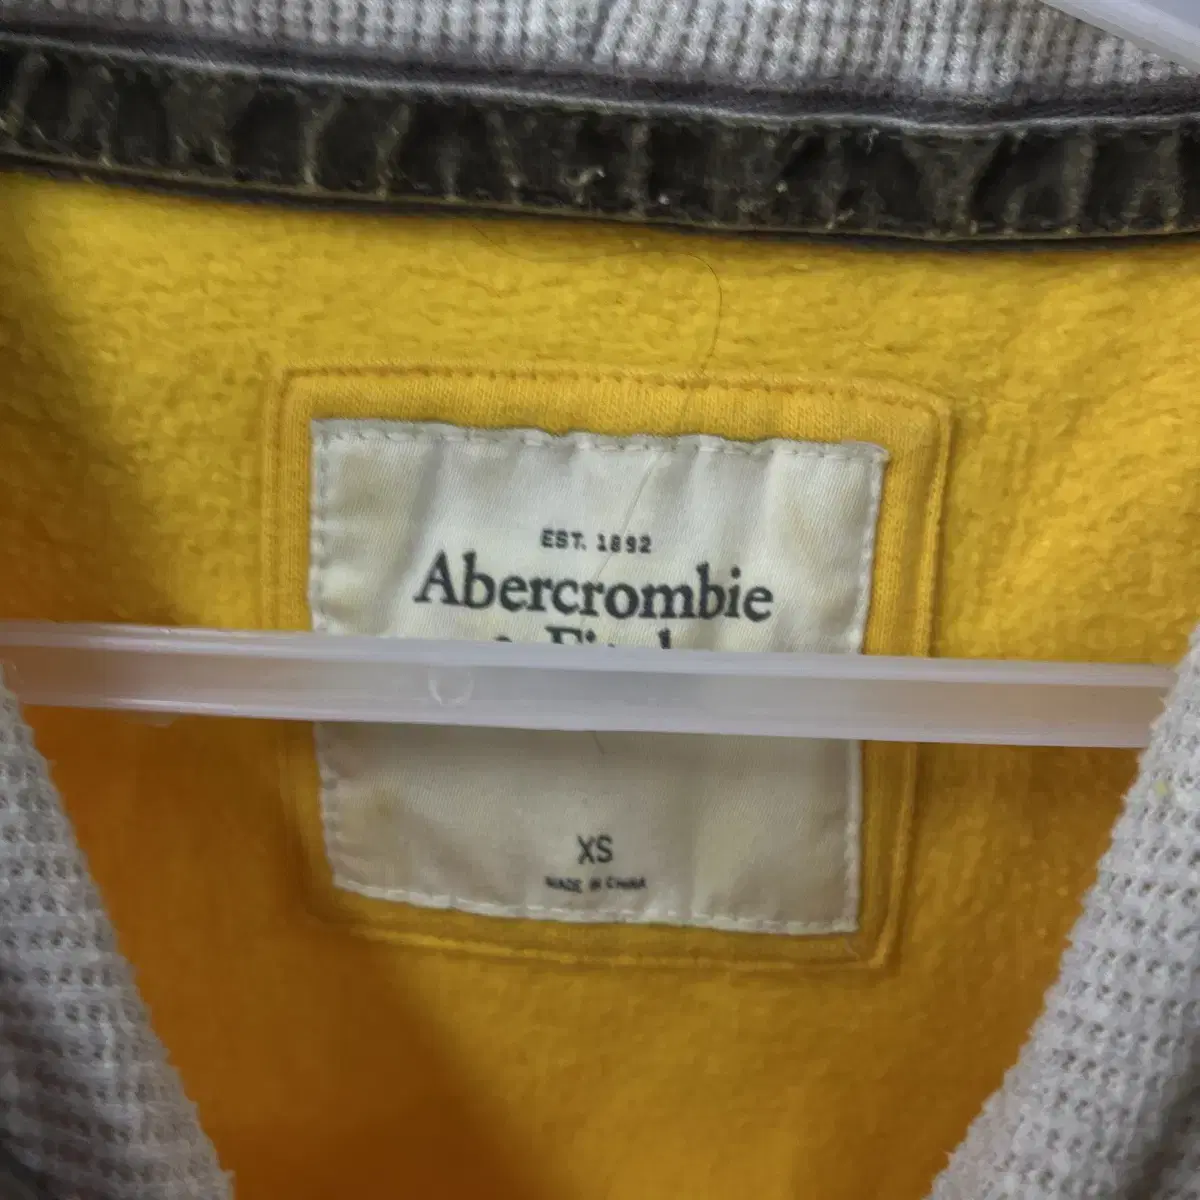 EST. 1892
Abercrombie
XS
MADE IN CHINA